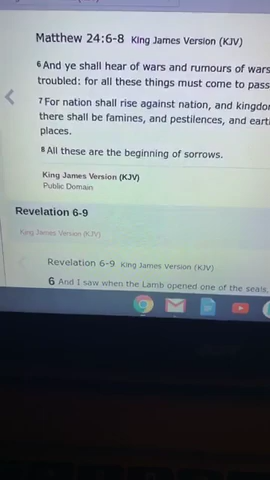 Matthew 24:6-8 King James Version (KJV)
6 And ye shall hear of wars and rumours of wars
troubled: for all these things must come to pass
7 For nation shall rise against nation, and kingdo
there shall be famines, and pestilences, and eart
places.
8 All these are the beginning of sorrows.
King James Version (KJV)
Public Domain
Revelation 6-9
King James Version (KJV)
Revelation 6-9 King James Version (KJV)
6 And I saw when the Lamb opened one of the seals,